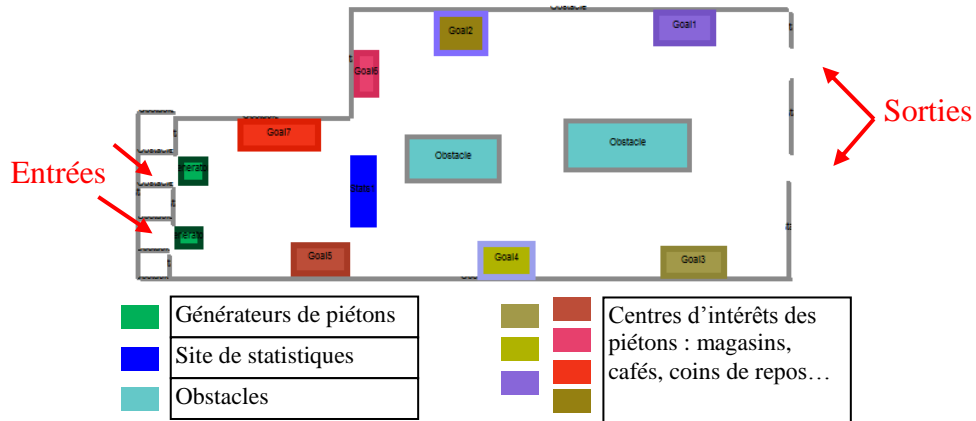 Obstacle
Goal2
Goal1
Goal6
Sorties
Goal7
Obstacle
Obstacle
Entrées
Goal5
Goal4
Goal3
Générateurs de piétons
Site de statistiques
Obstacles
Centres d'intérêts des
piétons : magasins,
cafés, coins de repos…